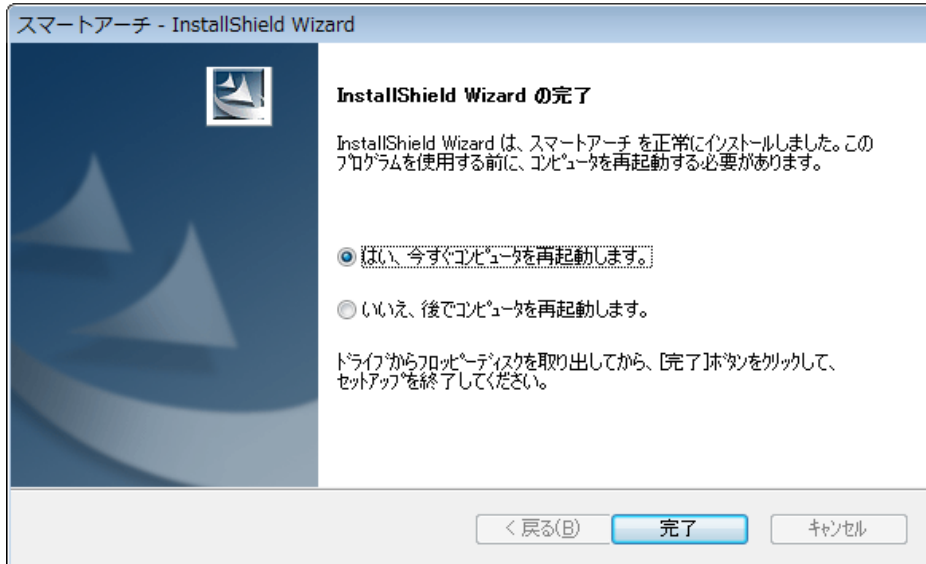 スマートアーチ - InstallShield Wizard
InstallShield Wizard の完了
InstallShield Wizard は、スマートアーチ を正常にインストールしました。この
プログラムを使用する前に、コンピュータを再起動する必要があります。
はい、今すぐコンピュータを再起動します。
いいえ、後でコンピュータを再起動します。
ドライブからフロッピーディスクを取り出してから、[完了]ボタンをクリックして、
セットアップを終了してください。
< 戻る(B)
完了
キャンセル